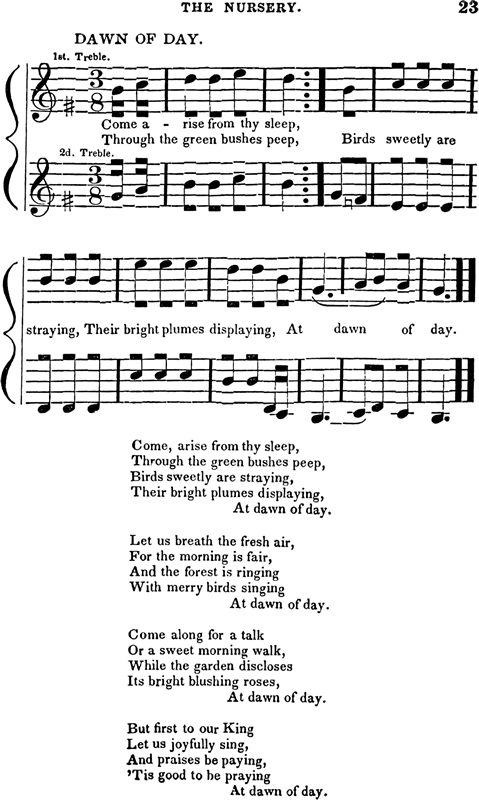 THE NURSERY. 23
DAWN OF DAY.
1st. Treble.
3
8
Come a - rise from thy sleep,
Through the green bushes peep, Birds sweetly are
2d. Treble.
3
8
straying, Their bright plumes displaying, At dawn of day.
Come, arise from thy sleep,
Through the green bushes peep,
Birds sweetly are straying,
Their bright plumes displaying,
At dawn of day.
Let us breath the fresh air,
For the morning is fair,
And the forest is ringing
With merry birds singing
At dawn of day.
Come along for a talk
Or a sweet morning walk,
While the garden discloses
Its bright blushing roses,
At dawn of day.
But first to our King
Let us joyfully sing,
And praises be paying,
'Tis good to be praying
At dawn of day.